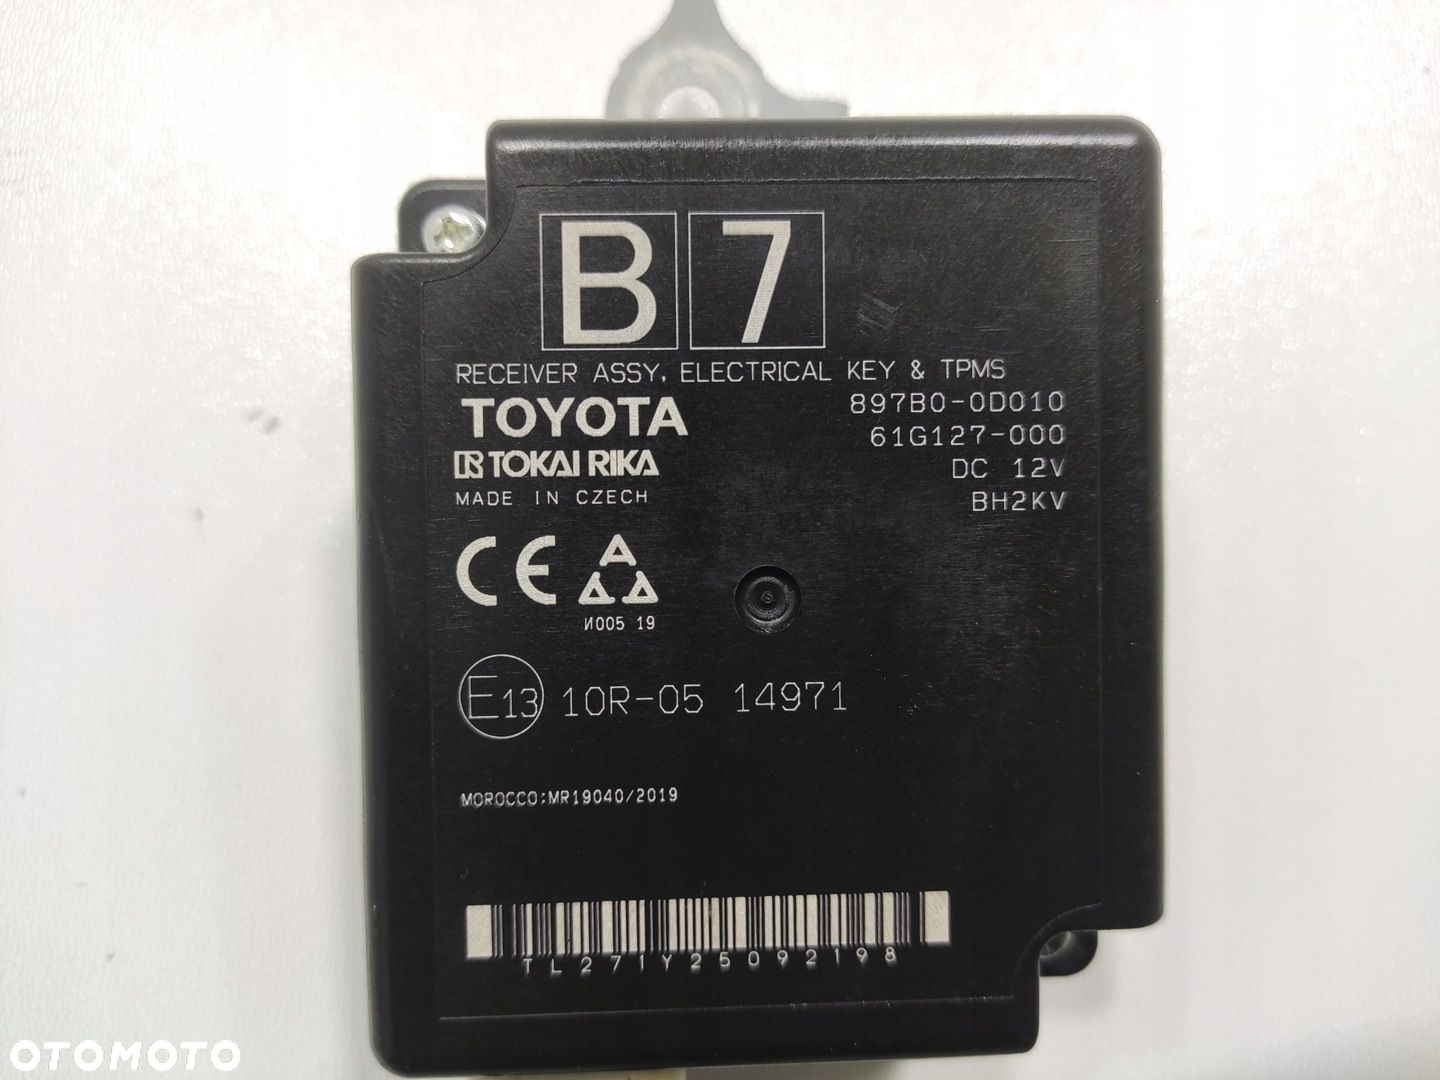 B 7
RECEIVER ASSY, ELECTRICAL KEY & TPMS
TOYOTA 897B0-0D010
61G127-000
TOKAI RIKA DC 12V
MADE IN CZECH BH2KV
CE A
И005 19
E13 10R-05 14971
MOROCCO:MR19040/2019
TL271Y25092198
OTOMOTO